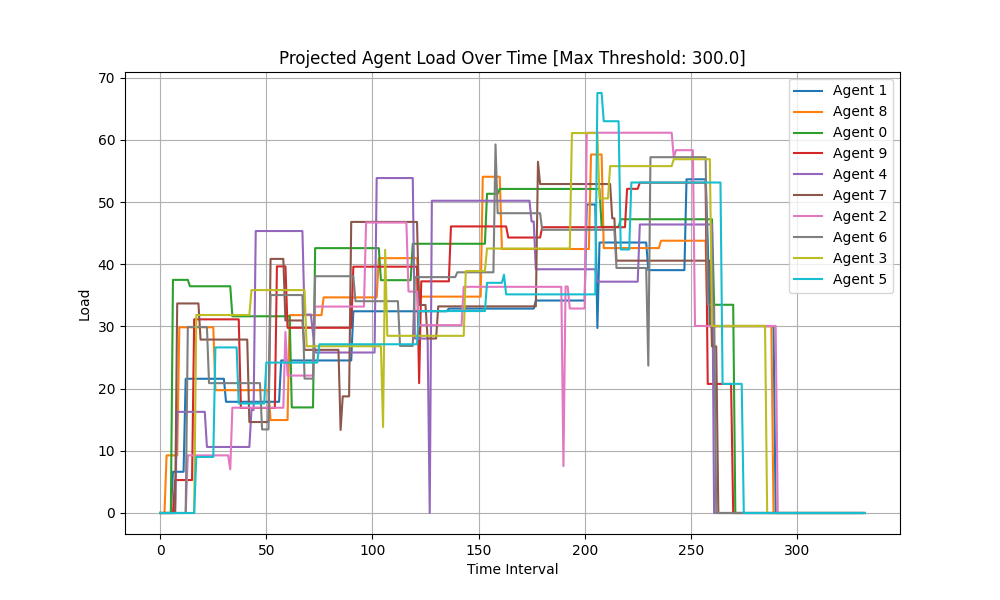 Projected Agent Load Over Time [Max Threshold: 300.0]
Load
70
60
50
40
30
20
10
0
0 50 100 150 200 250 300
Time Interval
Agent 1
Agent 8
Agent 0
Agent 9
Agent 4
Agent 7
Agent 2
Agent 6
Agent 3
Agent 5